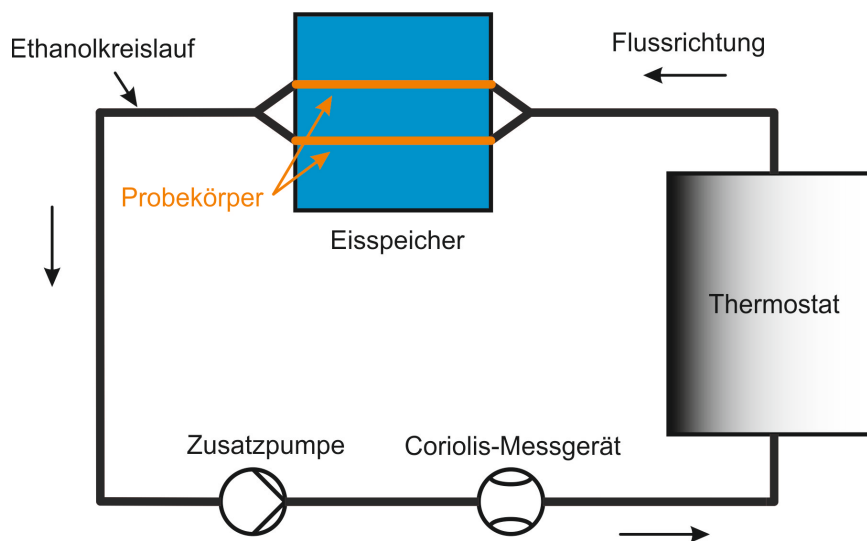 Ethanolkreislauf
Flussrichtung
Probekörper
Eisspeicher
Thermostat
Zusatzpumpe
Coriolis-Messgerät